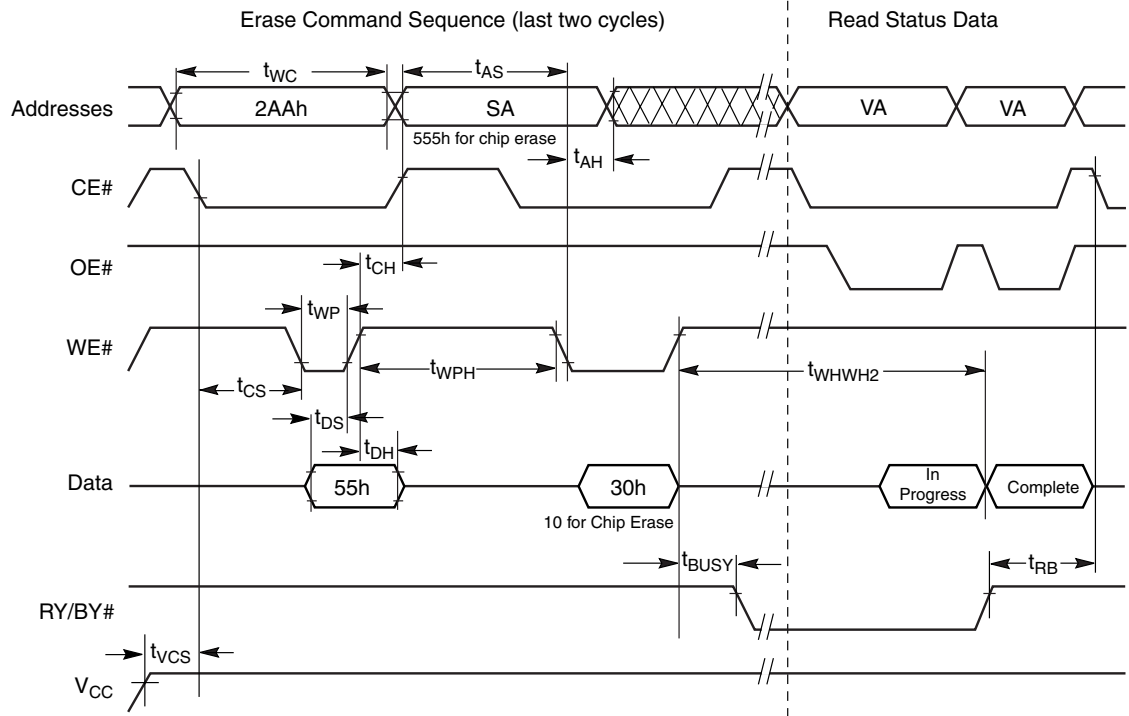 Erase Command Sequence (last two cycles)
Read Status Data
tWC
tAS
Addresses
2AAh
SA
VA
VA
555h for chip erase
tAH
CE#
OE#
tCH
tWP
WE#
tWPH
tWHWH2
tCS
tDS
tDH
Data
55h
30h
In
Progress
Complete
10 for Chip Erase
tBUSY
tRB
RY/BY#
tVCS
VCC